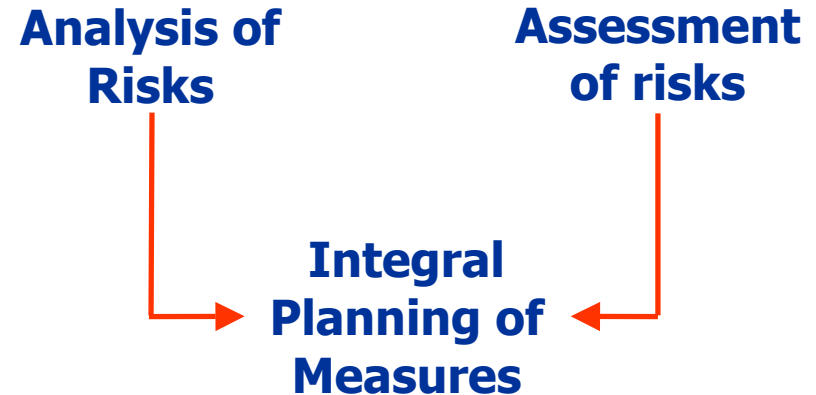 Analysis of
Risks
Assessment
of risks
Integral
Planning of
Measures